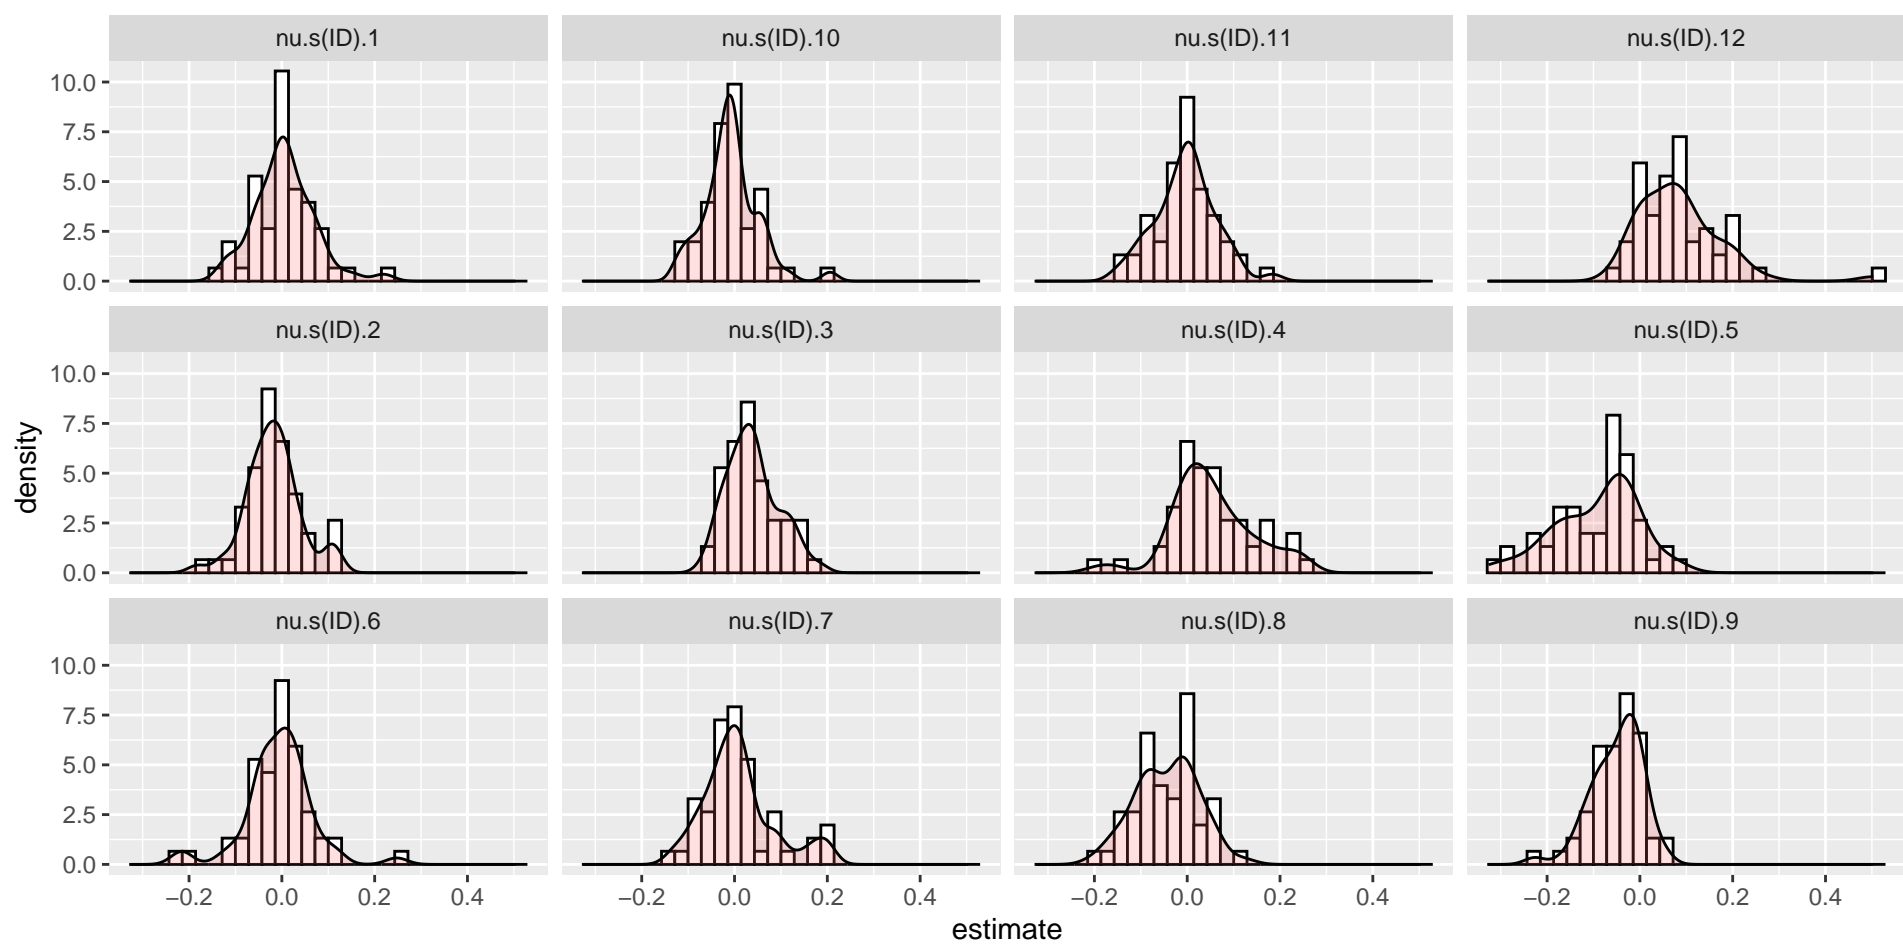 nu.s(ID).1 nu.s(ID).10 nu.s(ID).11 nu.s(ID).12
10.0
7.5
5.0
2.5
0.0
nu.s(ID).2 nu.s(ID).3 nu.s(ID).4 nu.s(ID).5
10.0
7.5
5.0
2.5
0.0
density
nu.s(ID).6 nu.s(ID).7 nu.s(ID).8 nu.s(ID).9
10.0
7.5
5.0
2.5
0.0
−0.2 0.0 0.2 0.4 −0.2 0.0 0.2 0.4 −0.2 0.0 0.2 0.4 −0.2 0.0 0.2 0.4
estimate